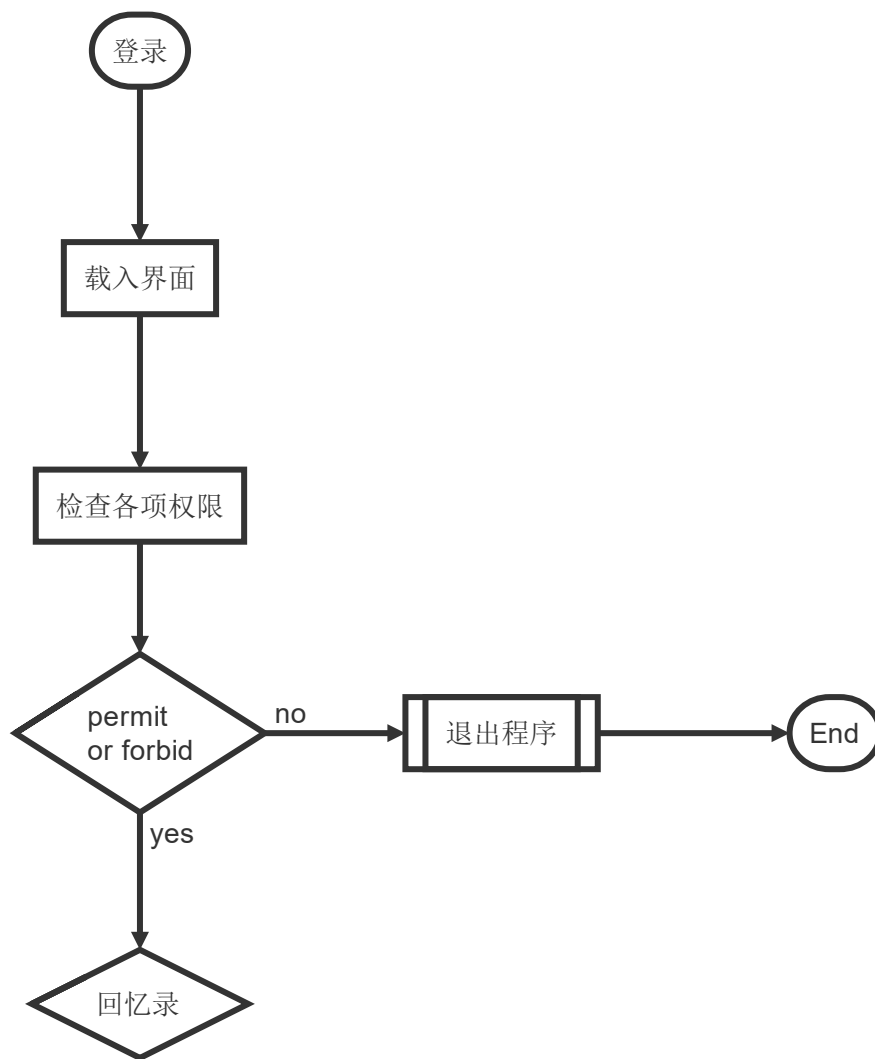 登录
载入界面
检查各项权限
permit
or forbid
no
退出程序
End
yes
回忆录